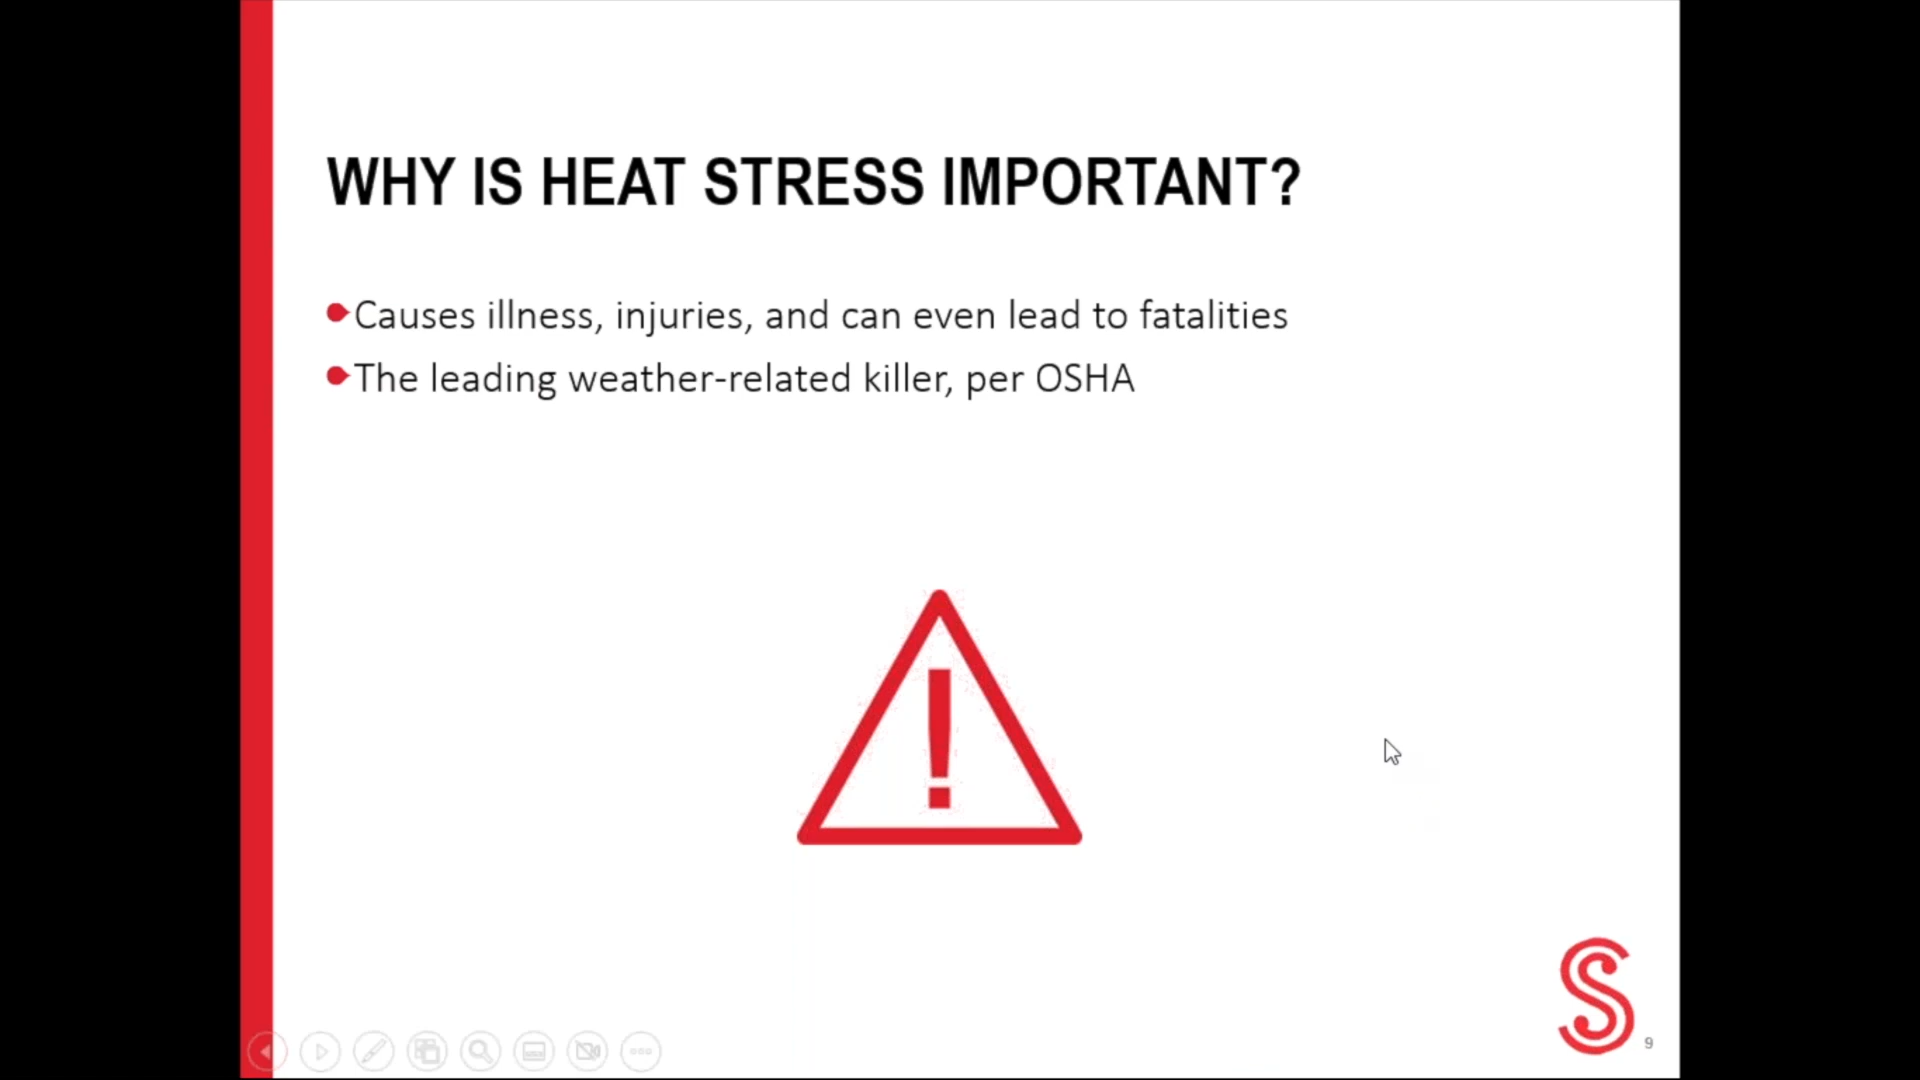 WHY IS HEAT STRESS IMPORTANT?
Causes illness, injuries, and can even lead to fatalities
The leading weather-related killer, per OSHA
!
S
9